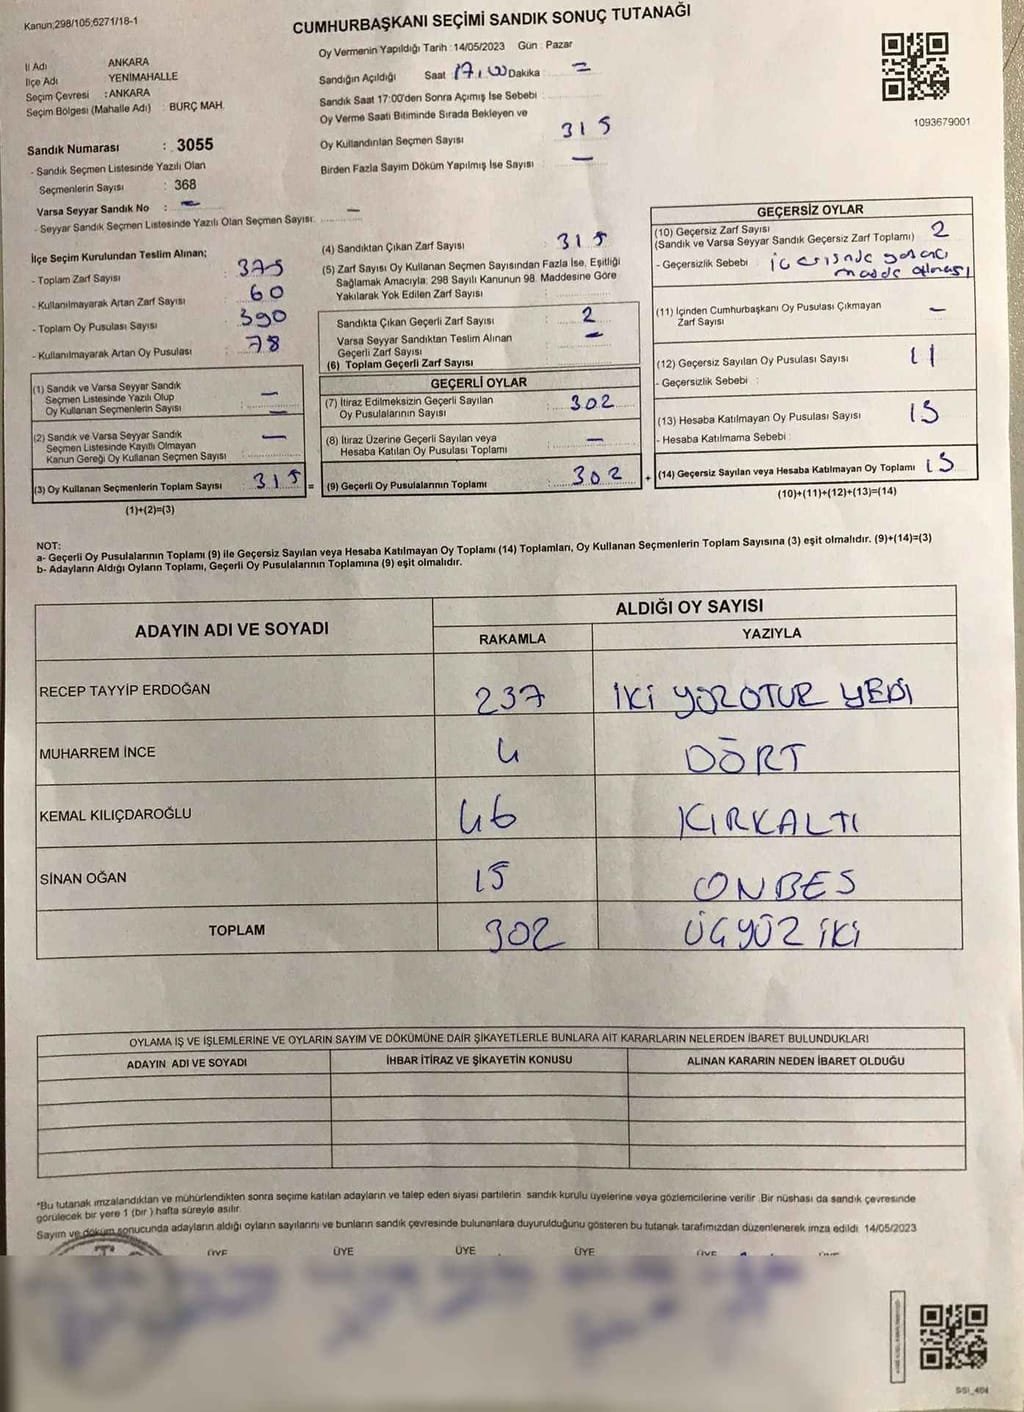 Kanun;298/105;6271/18-1
CUMHURBAŞKANI SEÇİMİ SANDIK SONUÇ TUTANAĞI
İl Adı ANKARA
İlçe Adı YENİMAHALLE
Seçim Çevresi : ANKARA
Seçim Bölgesi (Mahalle Adı) : BURÇ MAH.
Sandık Numarası : 3055
- Sandık Seçmen Listesinde Yazılı Olan
Seçmenlerin Sayısı : 368
Varsa Seyyar Sandık No : –
- Seyyar Sandık Seçmen Listesinde Yazılı Olan Seçmen Sayısı: –
Oy Vermenin Yapıldığı Tarih : 14/05/2023 Gün : Pazar
Sandığın Açıldığı Saat 17,00 Dakika : =
Sandık Saat 17:00'den Sonra Açımış İse Sebebi :
Oy Verme Saati Bitiminde Sırada Bekleyen ve
Oy Kullandırılan Seçmen Sayısı 315
Birden Fazla Sayım Döküm Yapılmış İse Sayısı : –
1093679001
İlçe Seçim Kurulundan Teslim Alınan;
- Toplam Zarf Sayısı : 375
- Kullanılmayarak Artan Zarf Sayısı : 60
- Toplam Oy Pusulası Sayısı : 390
- Kullanılmayarak Artan Oy Pusulası : 78
(1) Sandık ve Varsa Seyyar Sandık
Seçmen Listesinde Yazılı Olup
Oy Kullanan Seçmenlerin Sayısı –
(2) Sandık ve Varsa Seyyar Sandık
Seçmen Listesinde Kayıtlı Olmayan
Kanun Gereği Oy Kullanan Seçmen Sayısı –
(3) Oy Kullanan Seçmenlerin Toplam Sayısı 315 =
(1)+(2)=(3)
(4) Sandıktan Çıkan Zarf Sayısı 315
(5) Zarf Sayısı Oy Kullanan Seçmen Sayısından Fazla İse, Eşitliği
Sağlamak Amacıyla; 298 Sayılı Kanunun 98. Maddesine Göre
Yakılarak Yok Edilen Zarf Sayısı :
Sandıkta Çıkan Geçerli Zarf Sayısı : 2
Varsa Seyyar Sandıktan Teslim Alınan
Geçerli Zarf Sayısı –
(6) Toplam Geçerli Zarf Sayısı :
GEÇERLİ OYLAR
(7) İtiraz Edilmeksizin Geçerli Sayılan
Oy Pusulalarının Sayısı : 302
(8) İtiraz Üzerine Geçerli Sayılan veya
Hesaba Katılan Oy Pusulası Toplamı : –
(9) Geçerli Oy Pusulalarının Toplamı : 302 +
GEÇERSİZ OYLAR
(10) Geçersiz Zarf Sayısı
(Sandık ve Varsa Seyyar Sandık Geçersiz Zarf Toplamı) 2
- Geçersizlik Sebebi : içerisinde yabancı
madde olması
(11) İçinden Cumhurbaşkanı Oy Pusulası Çıkmayan
Zarf Sayısı –
(12) Geçersiz Sayılan Oy Pusulası Sayısı 11
- Geçersizlik Sebebi :
(13) Hesaba Katılmayan Oy Pusulası Sayısı 13
- Hesaba Katılmama Sebebi :
(14) Geçersiz Sayılan veya Hesaba Katılmayan Oy Toplamı 13
(10)+(11)+(12)+(13)=(14)
NOT:
a- Geçerli Oy Pusulalarının Toplamı (9) ile Geçersiz Sayılan veya Hesaba Katılmayan Oy Toplamı (14) Toplamları, Oy Kullanan Seçmenlerin Toplam Sayısına (3) eşit olmalıdır. (9)+(14)=(3)
b- Adayların Aldığı Oyların Toplamı, Geçerli Oy Pusulalarının Toplamına (9) eşit olmalıdır.
ADAYIN ADI VE SOYADI ALDIĞI OY SAYISI
RAKAMLA YAZIYLA
RECEP TAYYİP ERDOĞAN 237 İKİ YÜZOTUZ YEDİ
MUHARREM İNCE 4 DÖRT
KEMAL KILIÇDAROĞLU 46 KIRKALTI
SİNAN OĞAN 15 ONBES
TOPLAM 302 ÜÇYÜZ İKİ
OYLAMA İŞ VE İŞLEMLERİNE VE OYLARIN SAYIM VE DÖKÜMÜNE DAİR ŞİKAYETLERLE BUNLARA AİT KARARLARIN NELERDEN İBARET BULUNDUKLARI
ADAYIN ADI VE SOYADI İHBAR İTİRAZ VE ŞİKAYETİN KONUSU ALINAN KARARIN NEDEN İBARET OLDUĞU
*Bu tutanak imzalandıktan ve mühürlendikten sonra seçime katılan adayların ve talep eden siyasi partilerin sandık kurulu üyelerine veya gözlemcilerine verilir .Bir nüshası da sandık çevresinde
görülecek bir yere 1 (bir ) hafta süreyle asılır.
Sayım ve döküm sonucunda adayların aldığı oyların sayılarını ve bunların sandık çevresinde bulunanlara duyurulduğunu gösteren bu tutanak tarafımızdan düzenlenerek imza edildi. 14/05/2023
ÜYE ÜYE ÜYE ÜYE ÜYE